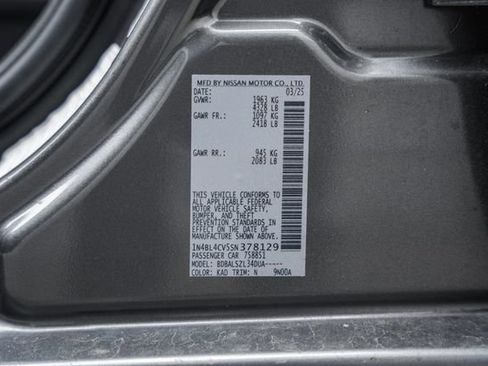 MFD BY NISSAN MOTOR CO., LTD.
DATE: 03/25
GVWR: 1963 KG
4328 LB
GAWR FR.: 1097 KG
2418 LB
GAWR RR.: 945 KG
2083 LB
THIS VEHICLE CONFORMS TO
ALL APPLICABLE FEDERAL
MOTOR VEHICLE SAFETY,
BUMPER, AND THEFT
PREVENTION STANDARDS
IN EFFECT ON THE DATE OF
MANUFACTURE SHOWN ABOVE.
1N4BL4CV5SN378129
PASSENGER CAR 758851
MODEL: BDBALSZL34DUA-----
COLOR: KAD TRIM: N 9N00A